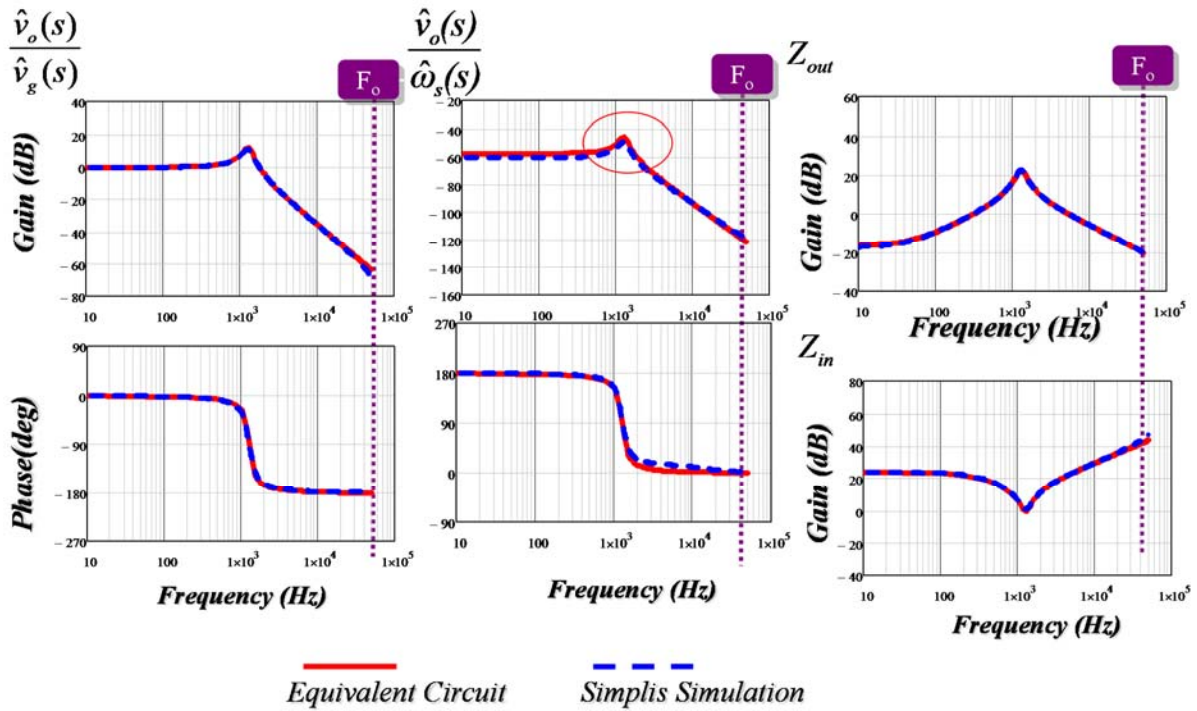 v̂o(s)
v̂g(s)
Fo
Gain (dB)
40
20
0
−20
−40
−60
−80
10 100 1×10³ 1×10⁴ 1×10⁵
Phase(deg)
90
0
−90
−90
−180
−270
10 100 1×10³ 1×10⁴ 1×10⁵
Frequency (Hz)
v̂o(s)
ω̂s(s)
Fo
−20
−40
−60
−80
−100
−120
−140
−160
10 100 1×10³ 1×10⁴ 1×10⁵
270
180
90
0
−90
10 100 1×10³ 1×10⁴ 1×10⁵
Frequency (Hz)
Zout
Fo
Gain (dB)
60
40
20
0
−20
−40
10 100 1×10³ 1×10⁴ 1×10⁵
Frequency (Hz)
Zin
Gain (dB)
80
60
40
20
0
−20
−40
10 100 1×10³ 1×10⁴ 1×10⁵
Frequency (Hz)
Equivalent Circuit
Simplis Simulation